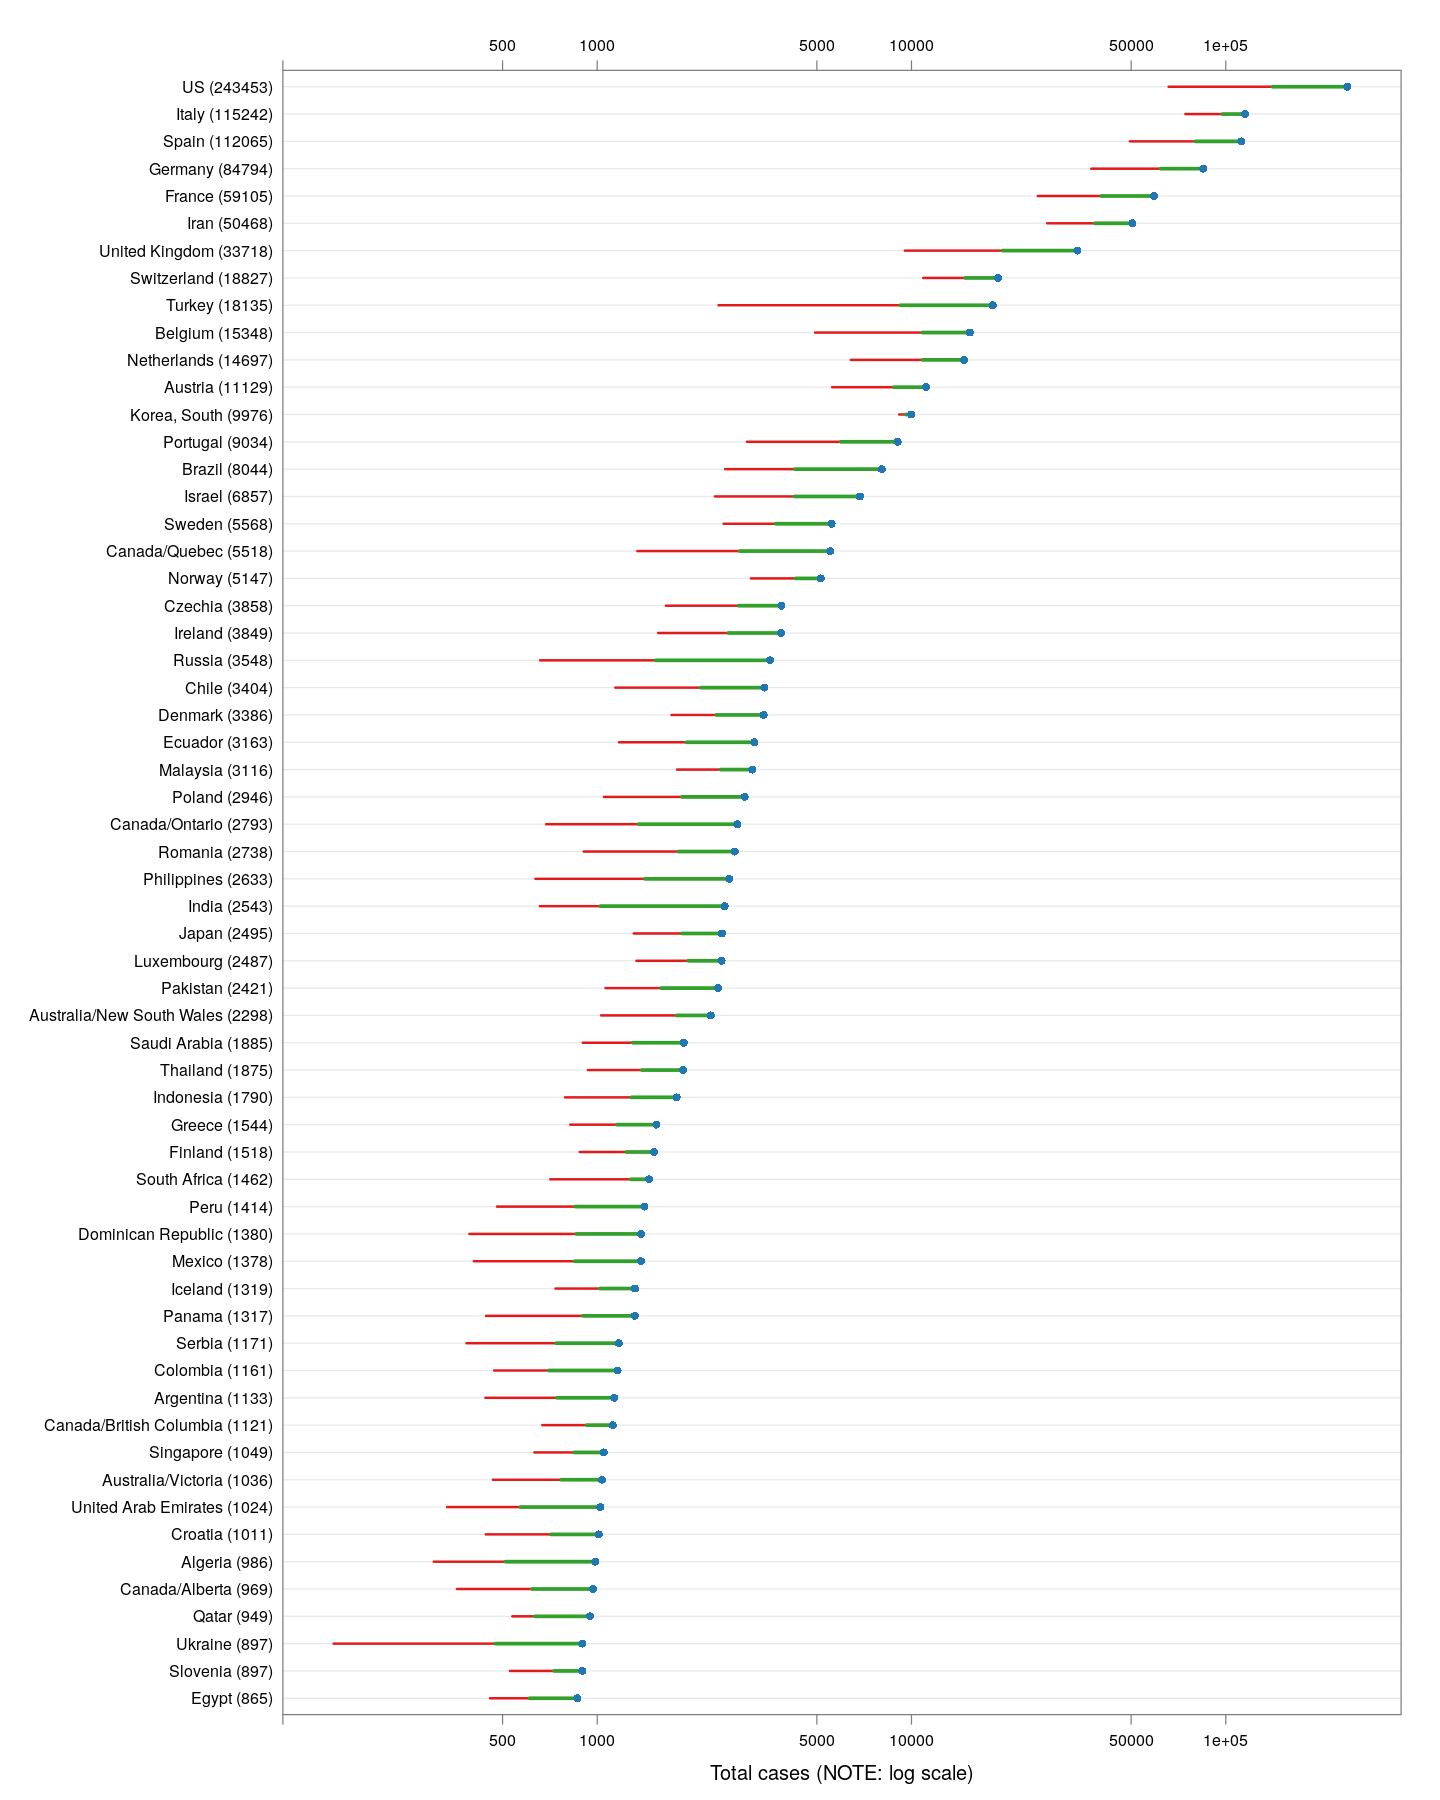 500 1000 5000 10000 50000 1e+05
US (243453)
Italy (115242)
Spain (112065)
Germany (84794)
France (59105)
Iran (50468)
United Kingdom (33718)
Switzerland (18827)
Turkey (18135)
Belgium (15348)
Netherlands (14697)
Austria (11129)
Korea, South (9976)
Portugal (9034)
Brazil (8044)
Israel (6857)
Sweden (5568)
Canada/Quebec (5518)
Norway (5147)
Czechia (3858)
Ireland (3849)
Russia (3548)
Chile (3404)
Denmark (3386)
Ecuador (3163)
Malaysia (3116)
Poland (2946)
Canada/Ontario (2793)
Romania (2738)
Philippines (2633)
India (2543)
Japan (2495)
Luxembourg (2487)
Pakistan (2421)
Australia/New South Wales (2298)
Saudi Arabia (1885)
Thailand (1875)
Indonesia (1790)
Greece (1544)
Finland (1518)
South Africa (1462)
Peru (1414)
Dominican Republic (1380)
Mexico (1378)
Iceland (1319)
Panama (1317)
Serbia (1171)
Colombia (1161)
Argentina (1133)
Canada/British Columbia (1121)
Singapore (1049)
Australia/Victoria (1036)
United Arab Emirates (1024)
Croatia (1011)
Algeria (986)
Canada/Alberta (969)
Qatar (949)
Ukraine (897)
Slovenia (897)
Egypt (865)
500 1000 5000 10000 50000 1e+05
Total cases (NOTE: log scale)